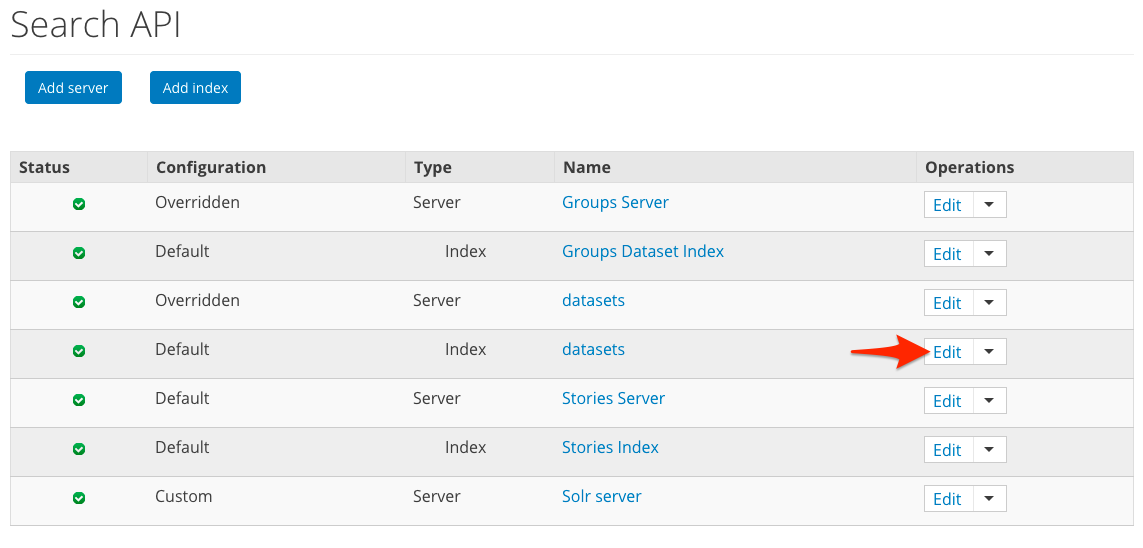 Search API
Add server Add index
Status Configuration Type Name Operations
Overridden Server Groups Server Edit
Default Index Groups Dataset Index Edit
Overridden Server datasets Edit
Default Index datasets Edit
Default Server Stories Server Edit
Default Index Stories Index Edit
Custom Server Solr server Edit